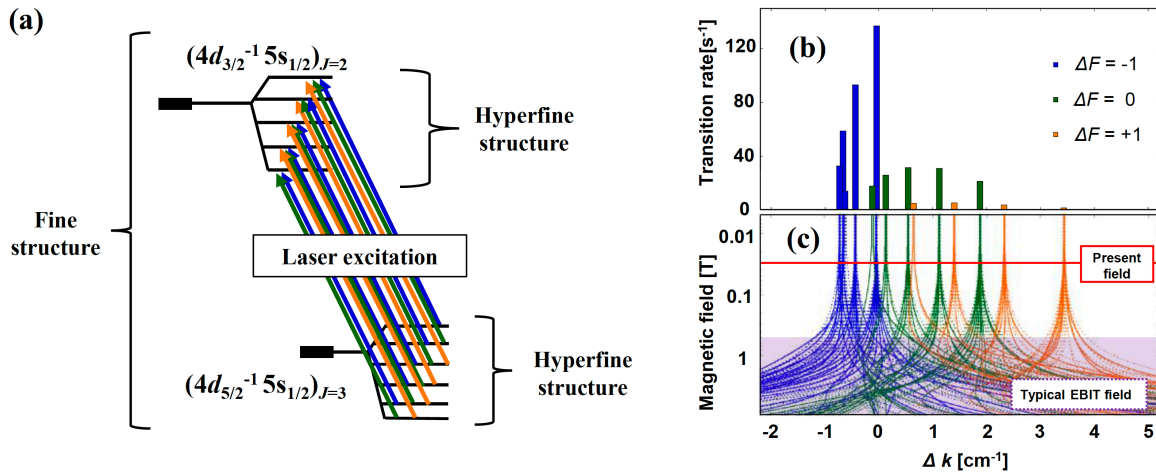 (a)
(4d₃/₂⁻¹ 5s₁/₂)J=2
Hyperfine
structure
Fine
structure
Laser excitation
Hyperfine
structure
(4d₅/₂⁻¹ 5s₁/₂)J=3
(b)
Transition rate[s⁻¹]
120
80
40
0
ΔF = -1
ΔF = 0
ΔF = +1
(c)
Magnetic field [T]
0.01
0.1
1
Present
field
Typical EBIT field
-2 -1 0 1 2 3 4 5
Δ k [cm⁻¹]